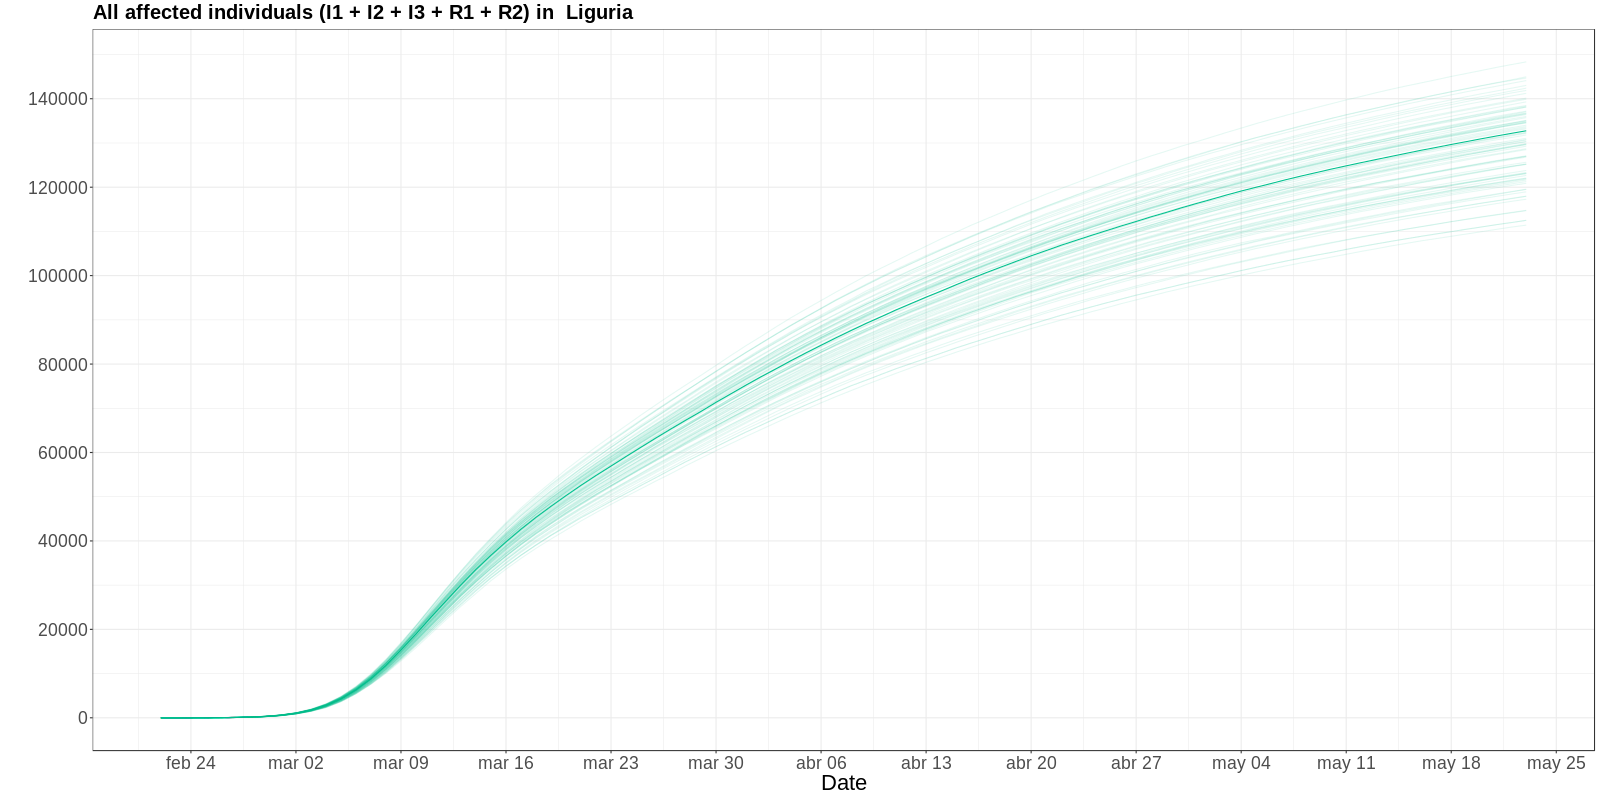 All affected individuals (I1 + I2 + I3 + R1 + R2) in  Liguria
140000
120000
100000
80000
60000
40000
20000
0
feb 24 mar 02 mar 09 mar 16 mar 23 mar 30 abr 06 abr 13 abr 20 abr 27 may 04 may 11 may 18 may 25
Date